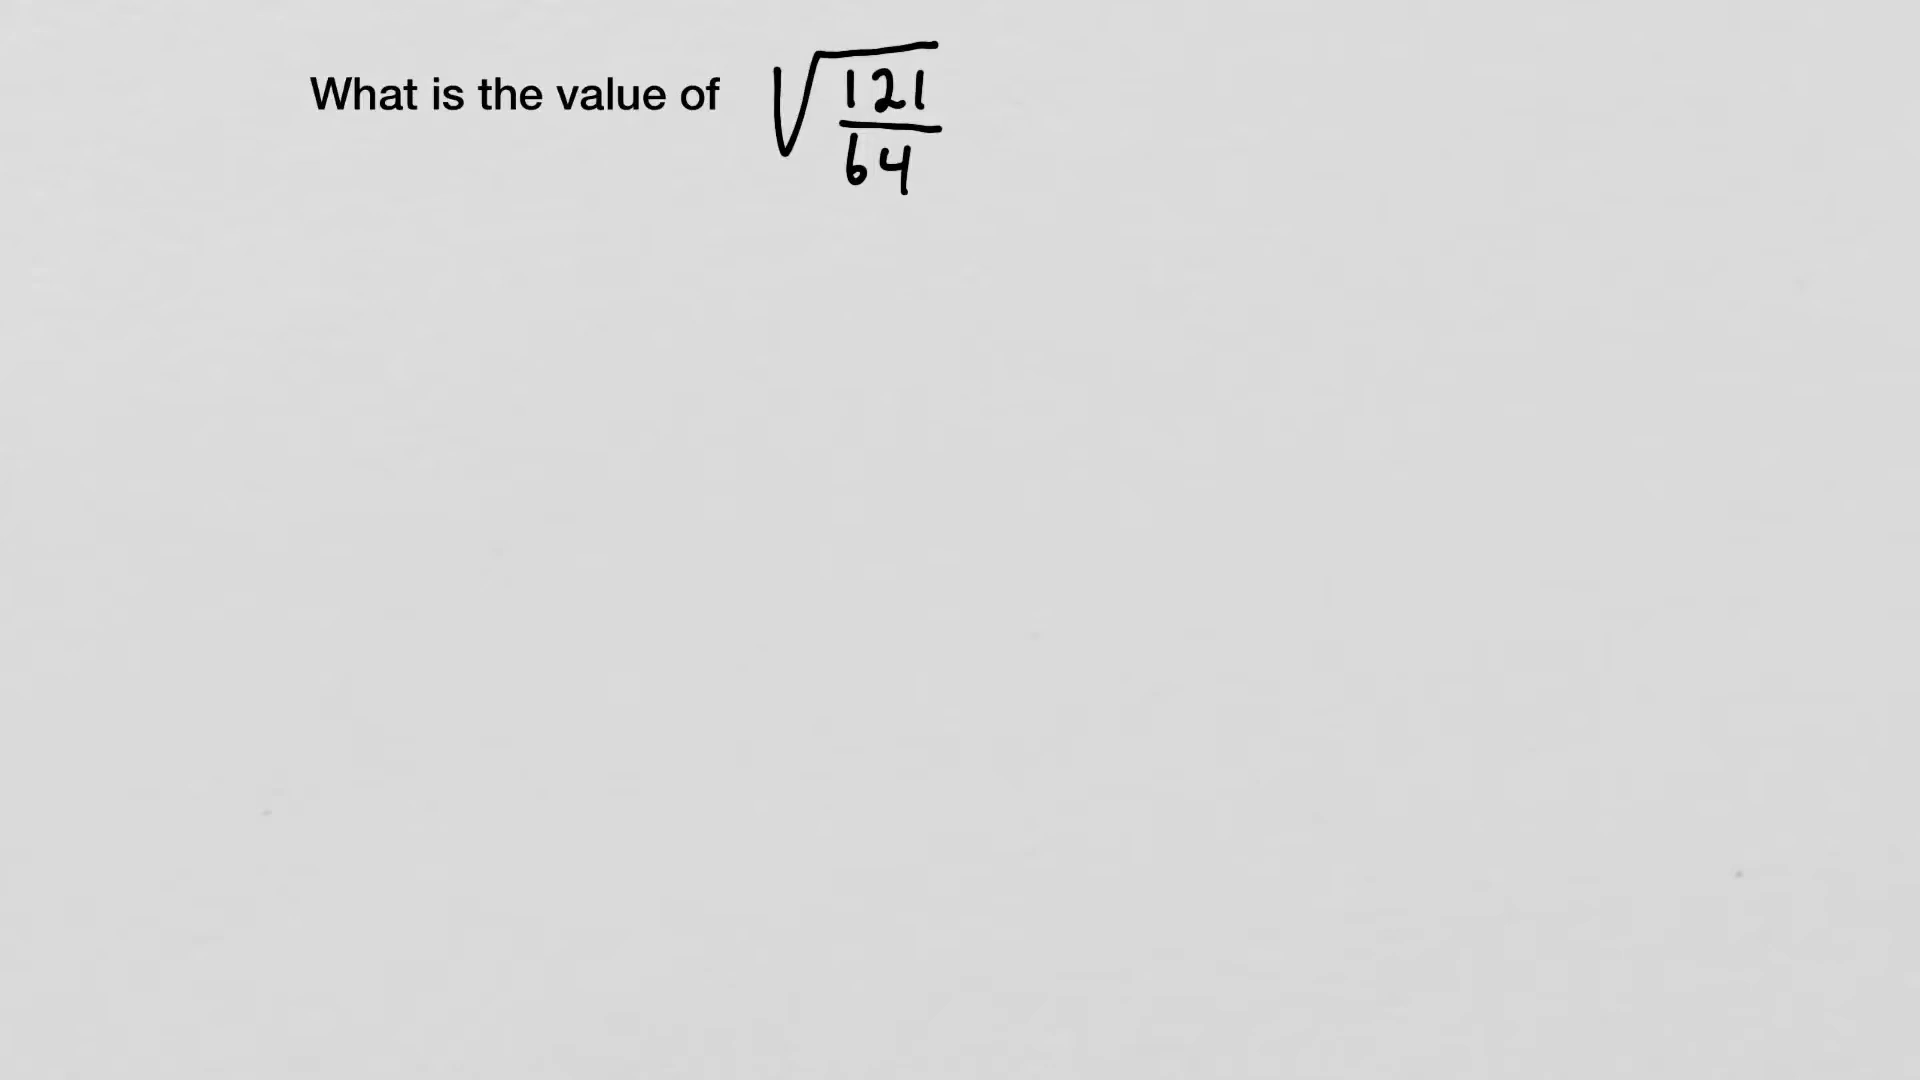 What is the value of √(121/64)